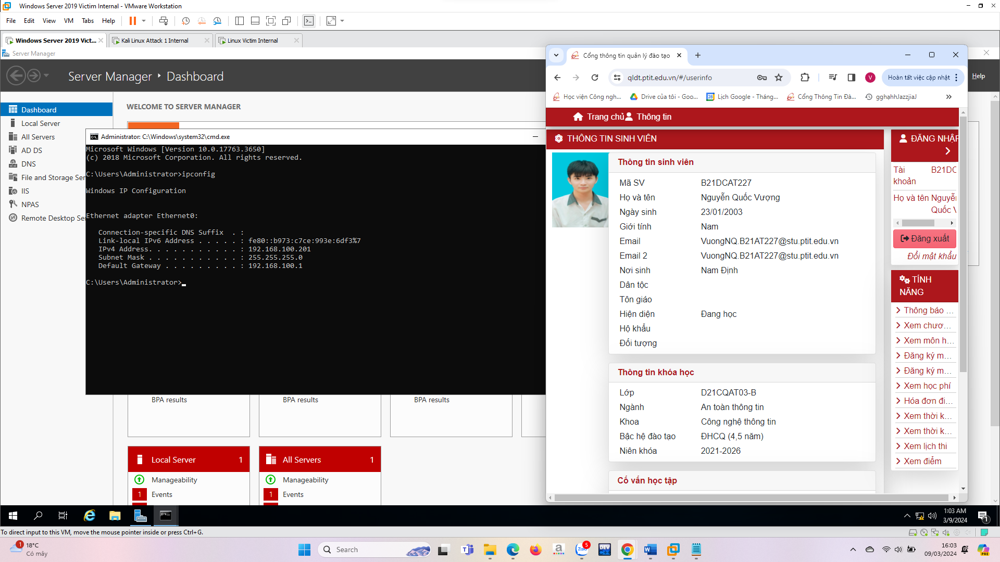 Windows Server 2019 Victim Internal - VMware Workstation
File Edit View VM Tabs Help
Windows Server 2019 Vict... Kali Linux Attack 1 Internal Linux Victim Internal
Server Manager
Server Manager Dashboard
Help
Dashboard
Local Server
All Servers
AD DS
DNS
File and Storage Ser
IIS
NPAS
Remote Desktop Se
WELCOME TO SERVER MANAGER
Administrator: C:\Windows\system32\cmd.exe
Microsoft Windows [Version 10.0.17763.3650]
(c) 2018 Microsoft Corporation. All rights reserved.
C:\Users\Administrator>ipconfig
Windows IP Configuration
Ethernet adapter Ethernet0:
Connection-specific DNS Suffix . :
Link-local IPv6 Address . . . . . : fe80::b973:c7ce:993e:6df3%7
IPv4 Address. . . . . . . . . . . : 192.168.100.201
Subnet Mask . . . . . . . . . . . : 255.255.255.0
Default Gateway . . . . . . . . . : 192.168.100.1
C:\Users\Administrator>
BPA results
BPA results
BPA results
Local Server 1
Manageability
1 Events
All Servers 1
Manageability
1 Events
Cổng thông tin quản lý đào tạo
qldt.ptit.edu.vn/#/userinfo
V
Hoàn tất việc cập nhật
Học viện Công ngh... Drive của tôi - Goo... 28 Lịch Google - Tháng... Cổng Thông Tin Đà... gghahhJazzjiaJ
Trang chủ Thông tin
THÔNG TIN SINH VIÊN
Thông tin sinh viên
Mã SV B21DCAT227
Họ và tên Nguyễn Quốc Vượng
Ngày sinh 23/01/2003
Giới tính Nam
Email VuongNQ.B21AT227@stu.ptit.edu.vn
Email 2 VuongNQ.B21AT227@stu.ptit.edu.vn
Nơi sinh Nam Định
Dân tộc
Tôn giáo
Hiện diện Đang học
Hộ khẩu
Đối tượng
Thông tin khóa học
Lớp D21CQAT03-B
Ngành An toàn thông tin
Khoa Công nghệ thông tin
Bậc hệ đào tạo ĐHCQ (4,5 năm)
Niên khóa 2021-2026
Cố vấn học tập
ĐĂNG NHẬP
Tài khoản B21DC
Họ và tên Nguyễ
Quốc V
Đăng xuất
Đổi mật khẩu
TÍNH
NĂNG
Thông báo ...
Xem chươ...
Xem môn h...
Đăng ký m...
Đăng ký m...
Xem học phí
Hóa đơn đi...
Xem thời k...
Xem thời k...
Xem lịch thi
Xem điểm
1:03 AM
3/9/2024
1
To direct input to this VM, move the mouse pointer inside or press Ctrl+G.
1
18°C
Có mây
Search
5
Zalo
DEV
16:03
09/03/2024
PRE